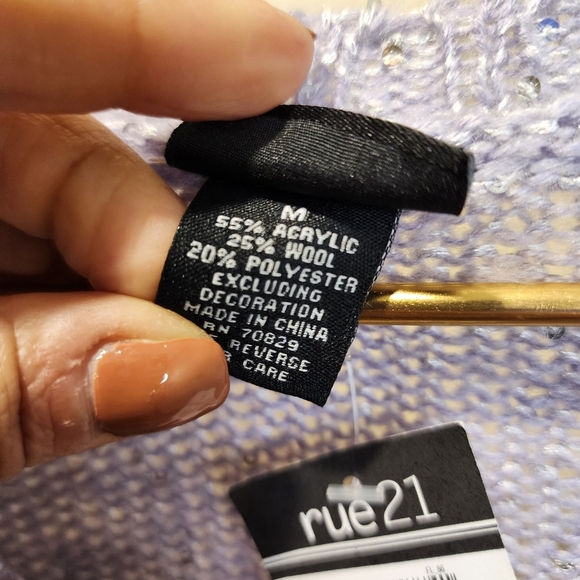 M
55% ACRYLIC
25% WOOL
20% POLYESTER
EXCLUDING
DECORATION
MADE IN CHINA
RN 70829
REVERSE
CARE
rue21